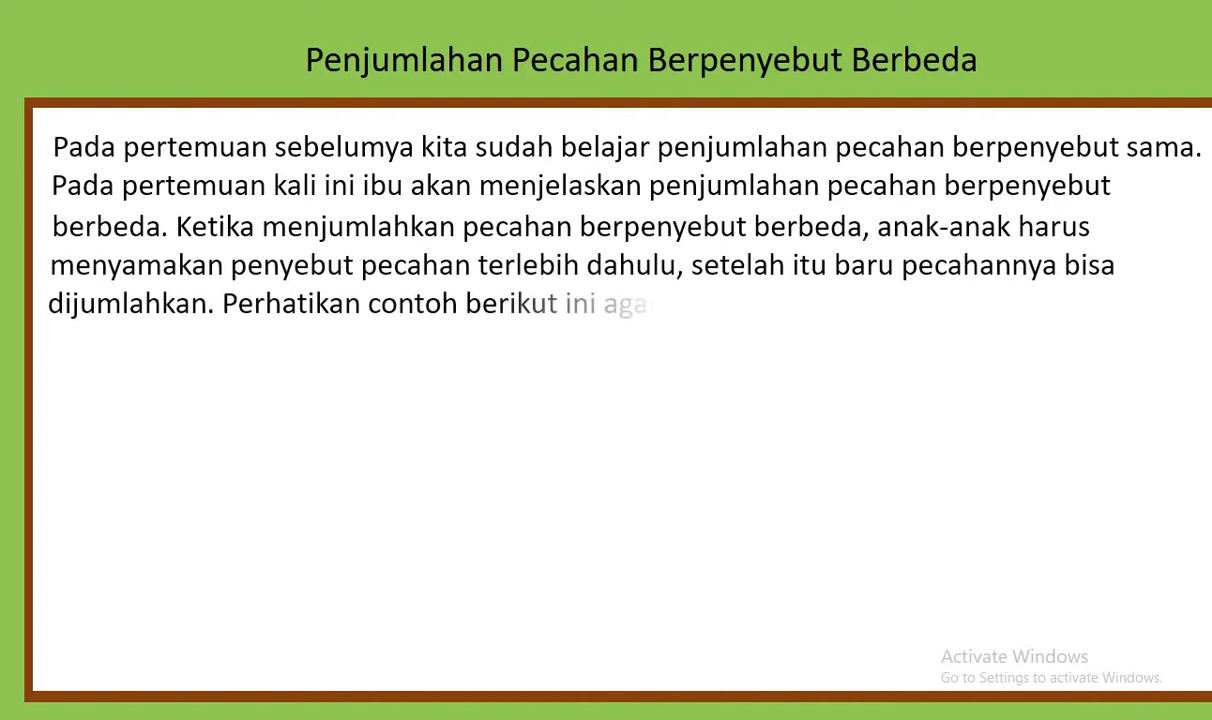 Penjumlahan Pecahan Berpenyebut Berbeda
Pada pertemuan sebelumya kita sudah belajar penjumlahan pecahan berpenyebut sama.
Pada pertemuan kali ini ibu akan menjelaskan penjumlahan pecahan berpenyebut
berbeda. Ketika menjumlahkan pecahan berpenyebut berbeda, anak-anak harus
menyamakan penyebut pecahan terlebih dahulu, setelah itu baru pecahannya bisa
dijumlahkan. Perhatikan contoh berikut ini
Activate Windows
Go to Settings to activate Windows.